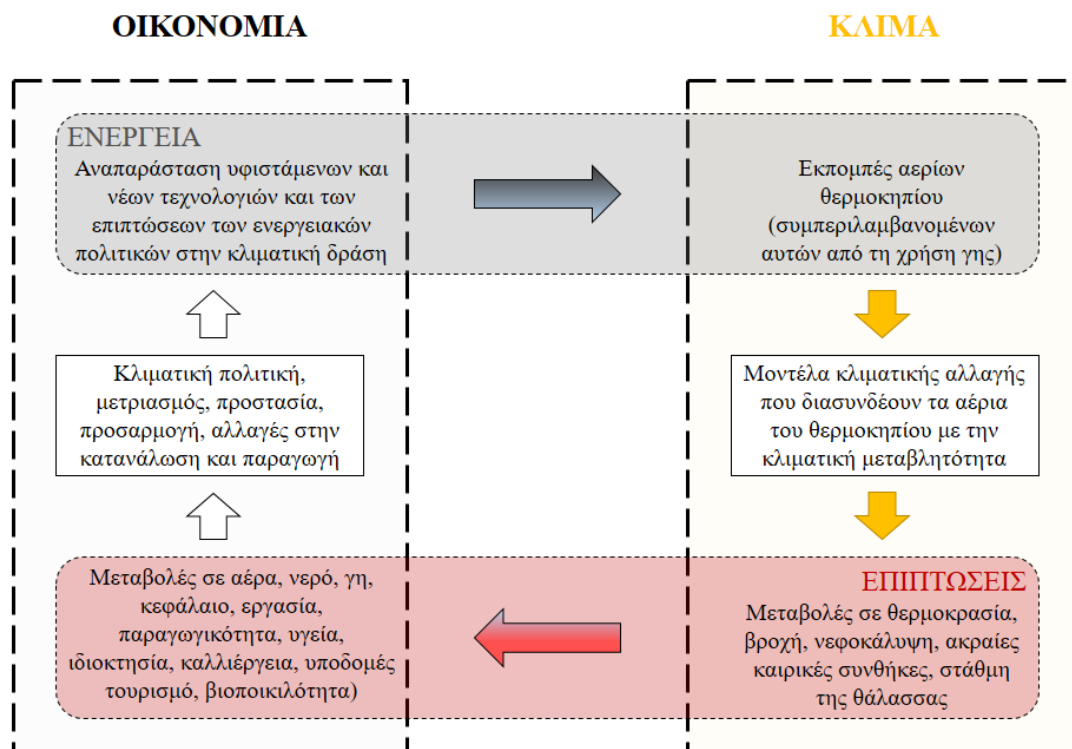 ΟΙΚΟΝΟΜΙΑ
ΚΛΙΜΑ
ΕΝΕΡΓΕΙΑ
Αναπαράσταση υφιστάμενων και
νέων τεχνολογιών και των
επιπτώσεων των ενεργειακών
πολιτικών στην κλιματική δράση
Εκπομπές αερίων
θερμοκηπίου
(συμπεριλαμβανομένων
αυτών από τη χρήση γης)
Κλιματική πολιτική,
μετριασμός, προστασία,
προσαρμογή, αλλαγές στην
κατανάλωση και παραγωγή
Μοντέλα κλιματικής αλλαγής
που διασυνδέουν τα αέρια
του θερμοκηπίου με την
κλιματική μεταβλητότητα
Μεταβολές σε αέρα, νερό, γη,
κεφάλαιο, εργασία,
παραγωγικότητα, υγεία,
ιδιοκτησία, καλλιέργεια, υποδομές
τουρισμό, βιοποικιλότητα)
ΕΠΙΠΤΩΣΕΙΣ
Μεταβολές σε θερμοκρασία,
βροχή, νεφοκάλυψη, ακραίες
καιρικές συνθήκες, στάθμη
της θάλασσας